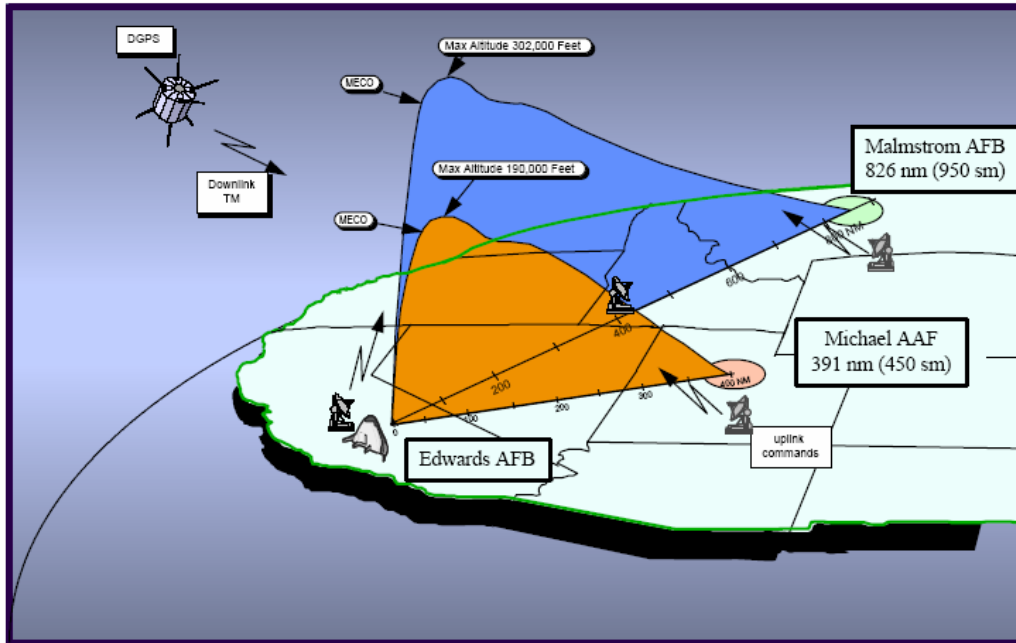 DGPS
Max Altitude 302,000 Feet
MECO
Malmstrom AFB
826 nm (950 sm)
Max Altitude 190,000 Feet
Downlink
TM
MECO
800 NM
600
400
Michael AAF
391 nm (450 sm)
200
400 NM
300
200
100
0
Edwards AFB
uplink
commands